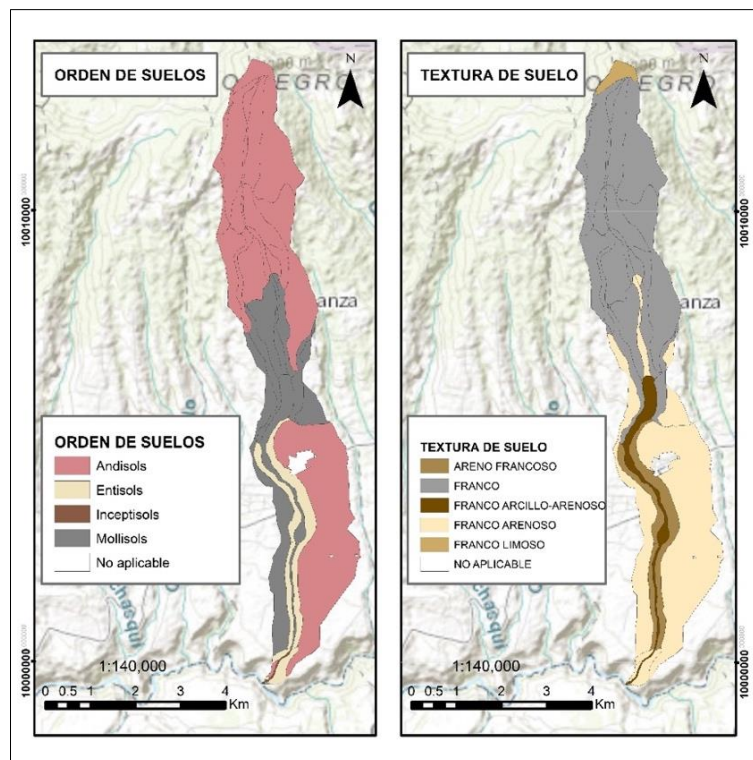 ORDEN DE SUELOS
N
EGRO
10010000
anza
ORDEN DE SUELOS
Andisols
Entisols
Inceptisols
Mollisols
No aplicable
10000000
1:140,000
0 0.5 1 2 3 4
Km
TEXTURA DE SUELO
N
EGRO
10010000
anza
TEXTURA DE SUELO
ARENO FRANCOSO
FRANCO
FRANCO ARCILLO-ARENOSO
FRANCO ARENOSO
FRANCO LIMOSO
NO APLICABLE
10000000
1:140,000
0 0.5 1 2 3 4
Km